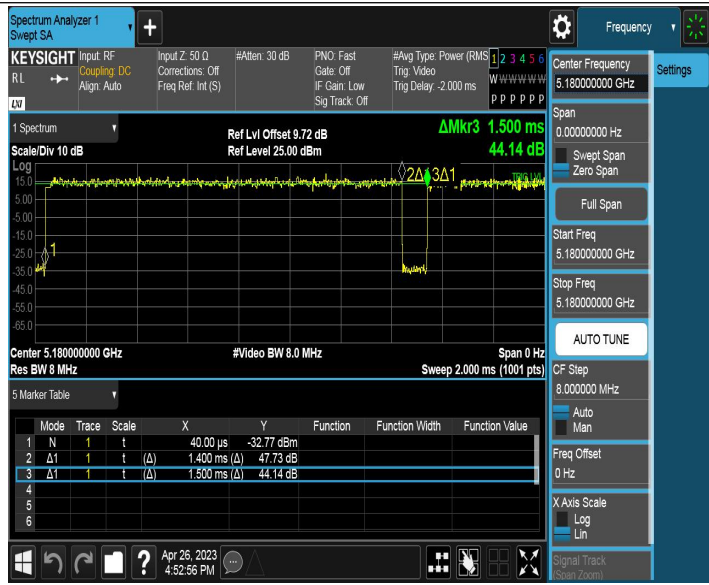 Spectrum Analyzer 1
Swept SA
Frequency
KEYSIGHT
RL
LXI
Input: RF
Coupling: DC
Align: Auto
Input Z: 50 Ω
Corrections: Off
Freq Ref: Int (S)
#Atten: 30 dB
PNO: Fast
Gate: Off
IF Gain: Low
Sig Track: Off
#Avg Type: Power (RMS
Trig: Video
Trig Delay: -2.000 ms
1 2 3 4 5 6
W W W W W W
P P P P P P
Center Frequency
5.180000000 GHz
Settings
Span
0.00000000 Hz
Swept Span
Zero Span
Full Span
Start Freq
5.180000000 GHz
Stop Freq
5.180000000 GHz
AUTO TUNE
CF Step
8.000000 MHz
Auto
Man
Freq Offset
0 Hz
X Axis Scale
Log
Lin
Signal Track
(Span Zoom)
1 Spectrum
Scale/Div 10 dB
Ref Lvl Offset 9.72 dB
Ref Level 25.00 dBm
ΔMkr3 1.500 ms
44.14 dB
Log
15.0
5.00
-5.00
-15.0
-25.0
-35.0
-45.0
-55.0
-65.0
1
2Δ1
3Δ1
TRIG LVL
Center 5.180000000 GHz
Res BW 8 MHz
#Video BW 8.0 MHz
Span 0 Hz
Sweep 2.000 ms (1001 pts)
5 Marker Table
Mode Trace Scale X Y Function Function Width Function Value
1 N 1 t 40.00 µs -32.77 dBm
2 Δ1 1 t (Δ) 1.400 ms (Δ) 47.73 dB
3 Δ1 1 t (Δ) 1.500 ms (Δ) 44.14 dB
4
5
6
?
Apr 26, 2023
4:52:56 PM